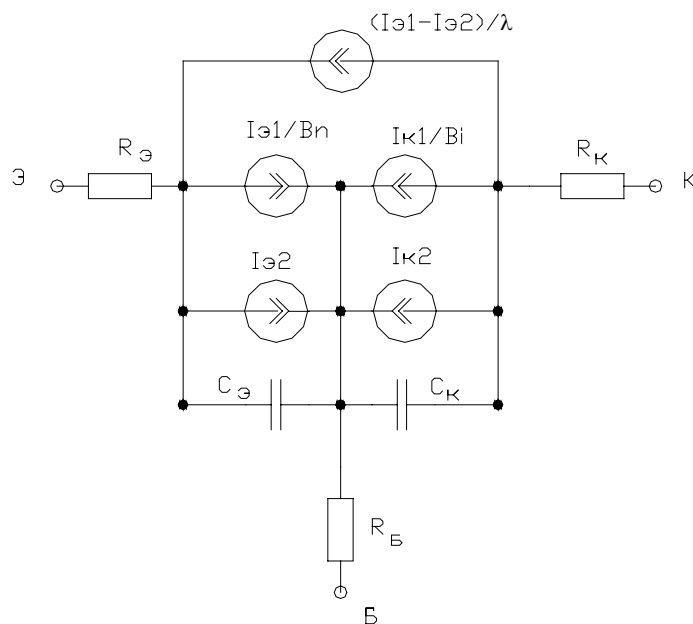 (Iэ1-Iэ2)/λ
Iэ1/Bn Iк1/Bi
Rэ Rк
Э К
Iэ2 Iк2
Cэ Cк
RБ
Б